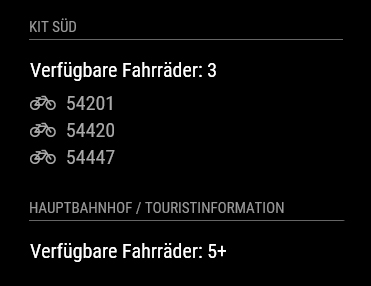 KIT SÜD
Verfügbare Fahrräder: 3
54201
54420
54447
HAUPTBAHNHOF / TOURISTINFORMATION
Verfügbare Fahrräder: 5+